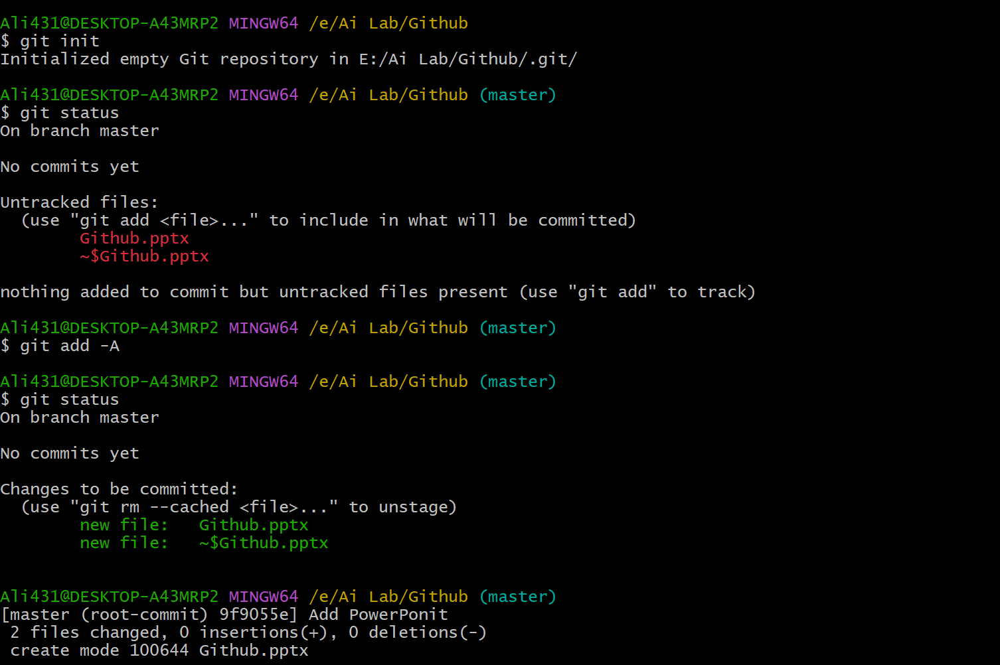 Ali431@DESKTOP-A43MRP2 MINGW64 /e/Ai Lab/Github
$ git init
Initialized empty Git repository in E:/Ai Lab/Github/.git/
Ali431@DESKTOP-A43MRP2 MINGW64 /e/Ai Lab/Github (master)
$ git status
On branch master
No commits yet
Untracked files:
(use "git add <file>..." to include in what will be committed)
Github.pptx
~$Github.pptx
nothing added to commit but untracked files present (use "git add" to track)
Ali431@DESKTOP-A43MRP2 MINGW64 /e/Ai Lab/Github (master)
$ git add -A
Ali431@DESKTOP-A43MRP2 MINGW64 /e/Ai Lab/Github (master)
$ git status
On branch master
No commits yet
Changes to be committed:
(use "git rm --cached <file>..." to unstage)
new file:   Github.pptx
new file:   ~$Github.pptx
Ali431@DESKTOP-A43MRP2 MINGW64 /e/Ai Lab/Github (master)
[master (root-commit) 9f9055e] Add PowerPonit
2 files changed, 0 insertions(+), 0 deletions(-)
create mode 100644 Github.pptx